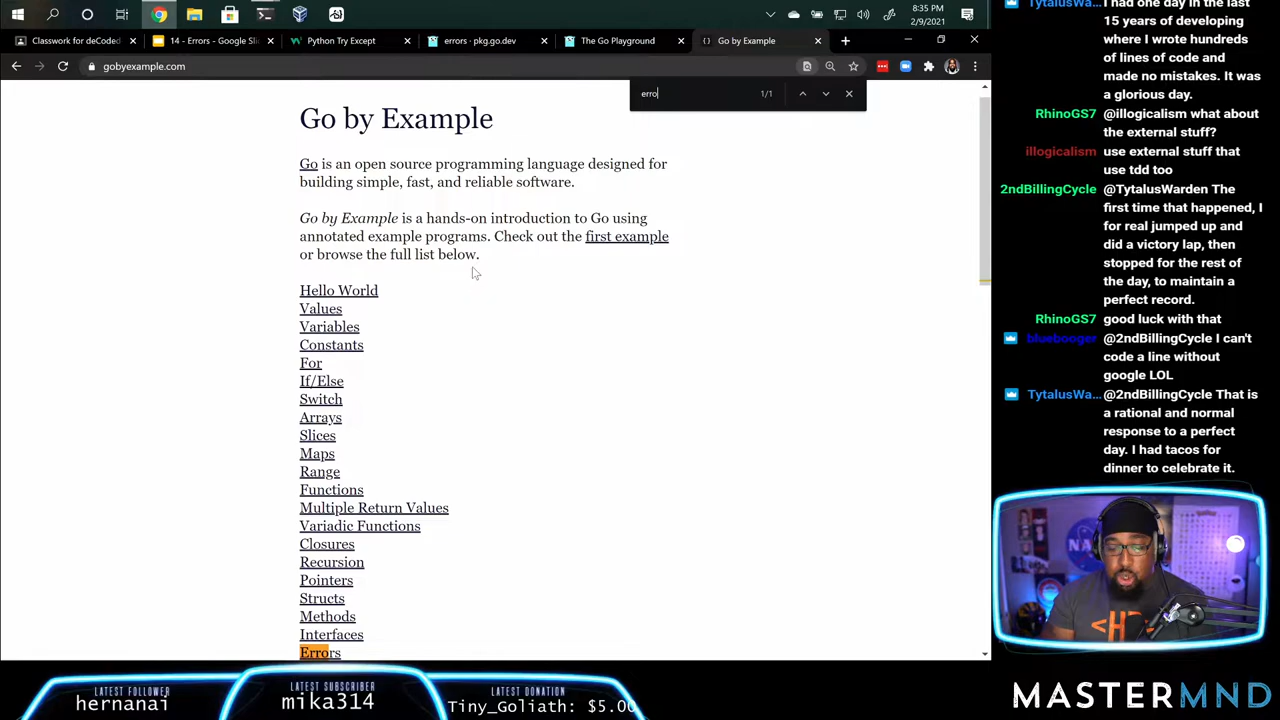 8:35 PM
2/9/2021
Classwork for deCoded
14 - Errors - Google Sli
Python Try Except
errors · pkg.go.dev
The Go Playground
Go by Example
gobyexample.com
erro
1/1
Go by Example
Go is an open source programming language designed for
building simple, fast, and reliable software.
Go by Example is a hands-on introduction to Go using
annotated example programs. Check out the first example
or browse the full list below.
Hello World
Values
Variables
Constants
For
If/Else
Switch
Arrays
Slices
Maps
Range
Functions
Multiple Return Values
Variadic Functions
Closures
Recursion
Pointers
Structs
Methods
Interfaces
Errors
TytalusWa... I had one day in the last
15 years of developing
where I wrote hundreds
of lines of code and
made no mistakes. It was
a glorious day.
RhinoGS7 @illogicalism what about
the external stuff?
illogicalism use external stuff that
use tdd too
2ndBillingCycle @TytalusWarden The
first time that happened, I
for real jumped up and
did a victory lap, then
stopped for the rest of
the day, to maintain a
perfect record.
RhinoGS7 good luck with that
bluebooger @2ndBillingCycle I can't
code a line without
google LOL
TytalusWa... @2ndBillingCycle That is
a rational and normal
response to a perfect
day. I had tacos for
dinner to celebrate it.
NASA
<H
LATEST FOLLOWER
hernanai
LATEST SUBSCRIBER
mika314
LATEST DONATION
Tiny_Goliath: $5.00
MASTERMND